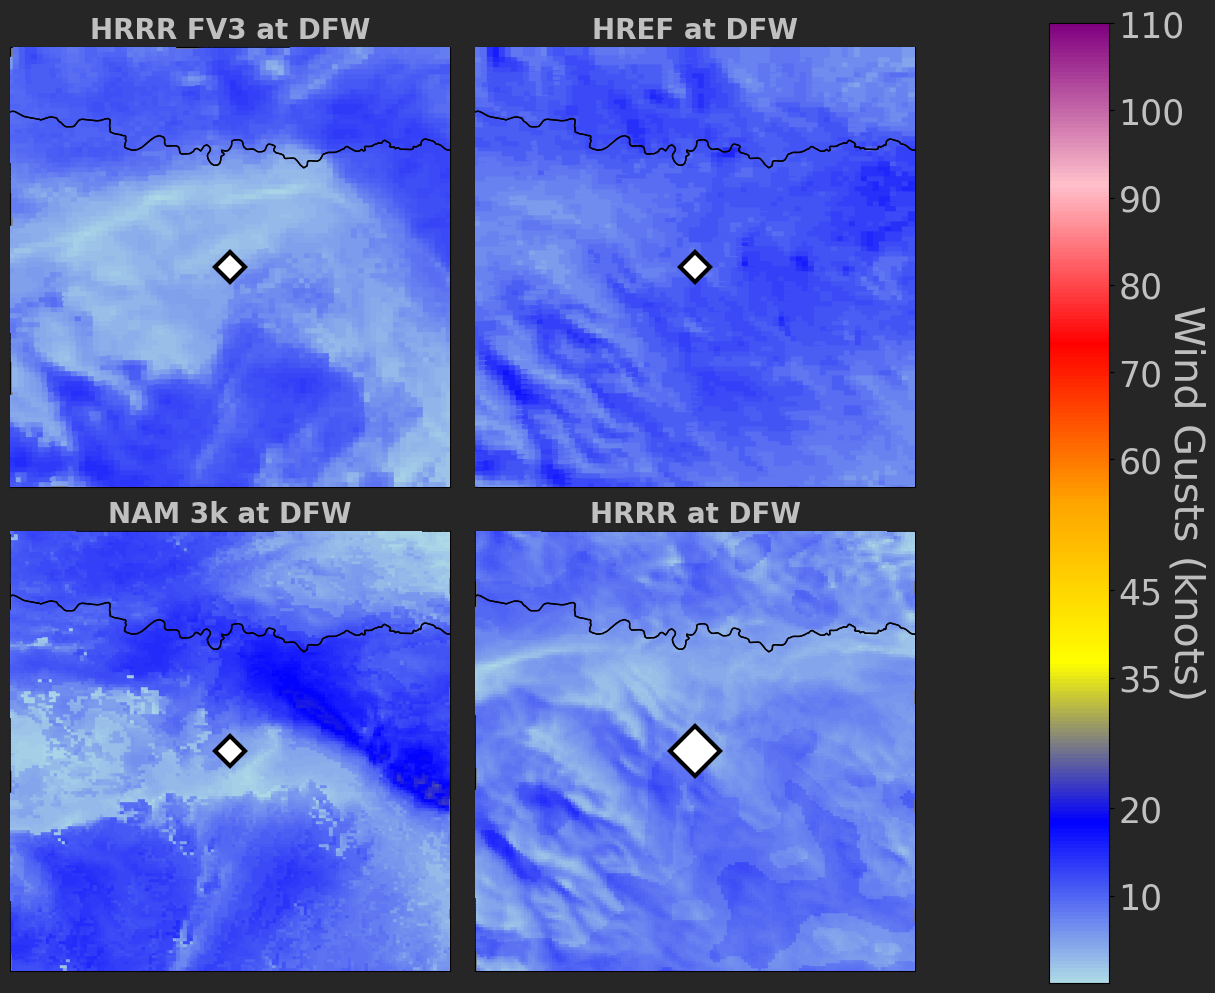 HRRR FV3 at DFW
HREF at DFW
NAM 3k at DFW
HRRR at DFW
110
100
90
80
70
60
45
35
20
10
Wind Gusts (knots)